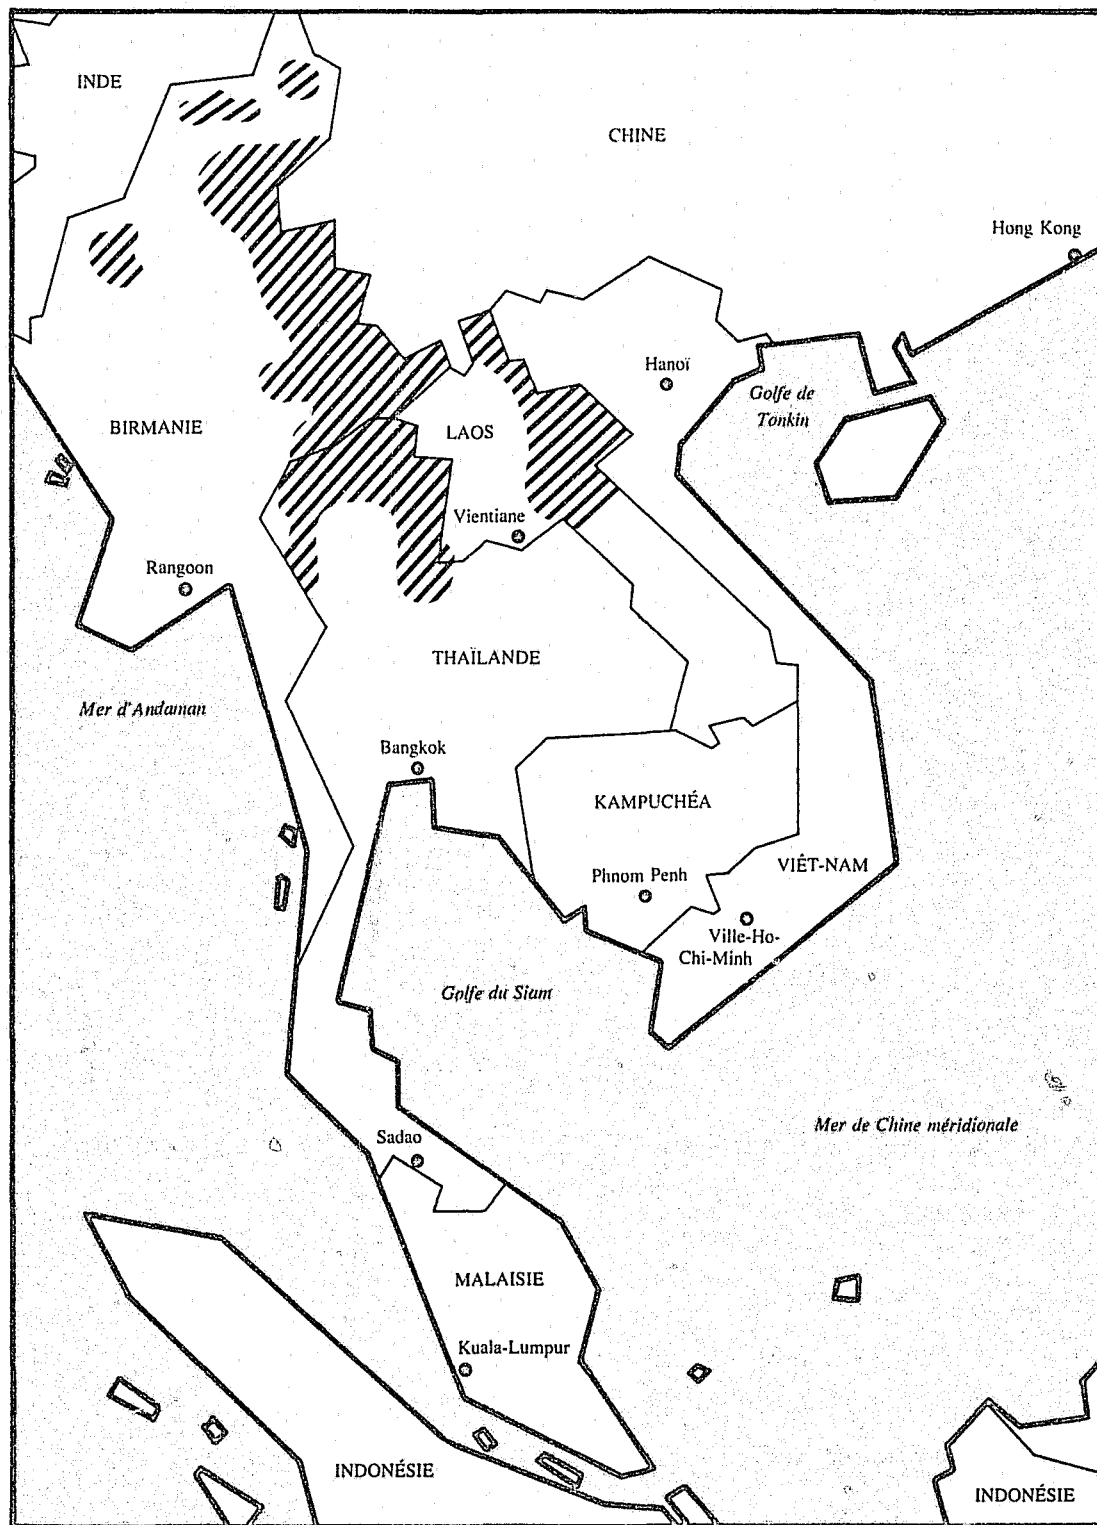 INDE
CHINE
Hong Kong
Hanoï
Golfe de
Tonkin
BIRMANIE
LAOS
Vientiane
Rangoon
THAÏLANDE
Mer d'Andaman
Bangkok
KAMPUCHÉA
Phnom Penh
VIÊT-NAM
Ville-Ho-
Chi-Minh
Golfe du Siam
Mer de Chine méridionale
Sadao
MALAISIE
Kuala-Lumpur
INDONÉSIE
INDONÉSIE